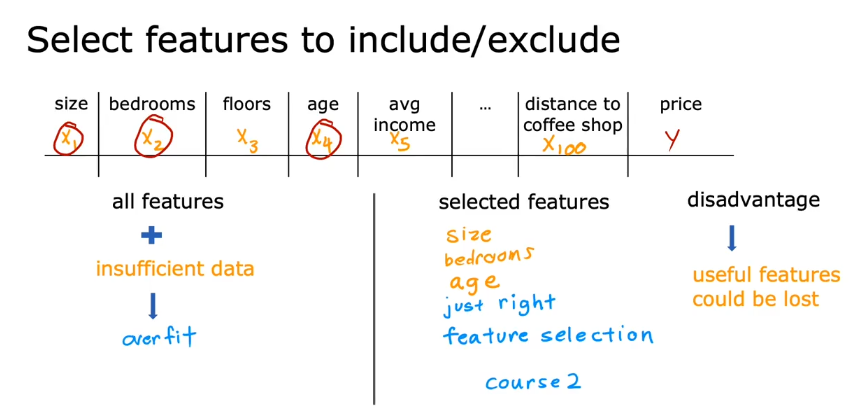 Select features to include/exclude
size bedrooms floors age avg income ... distance to coffee shop price
x₁ x₂ x₃ x₄ x₅ x₁₀₀ y
all features
+
insufficient data
overfit
selected features
size
bedrooms
age
just right
feature selection
course 2
disadvantage
useful features
could be lost